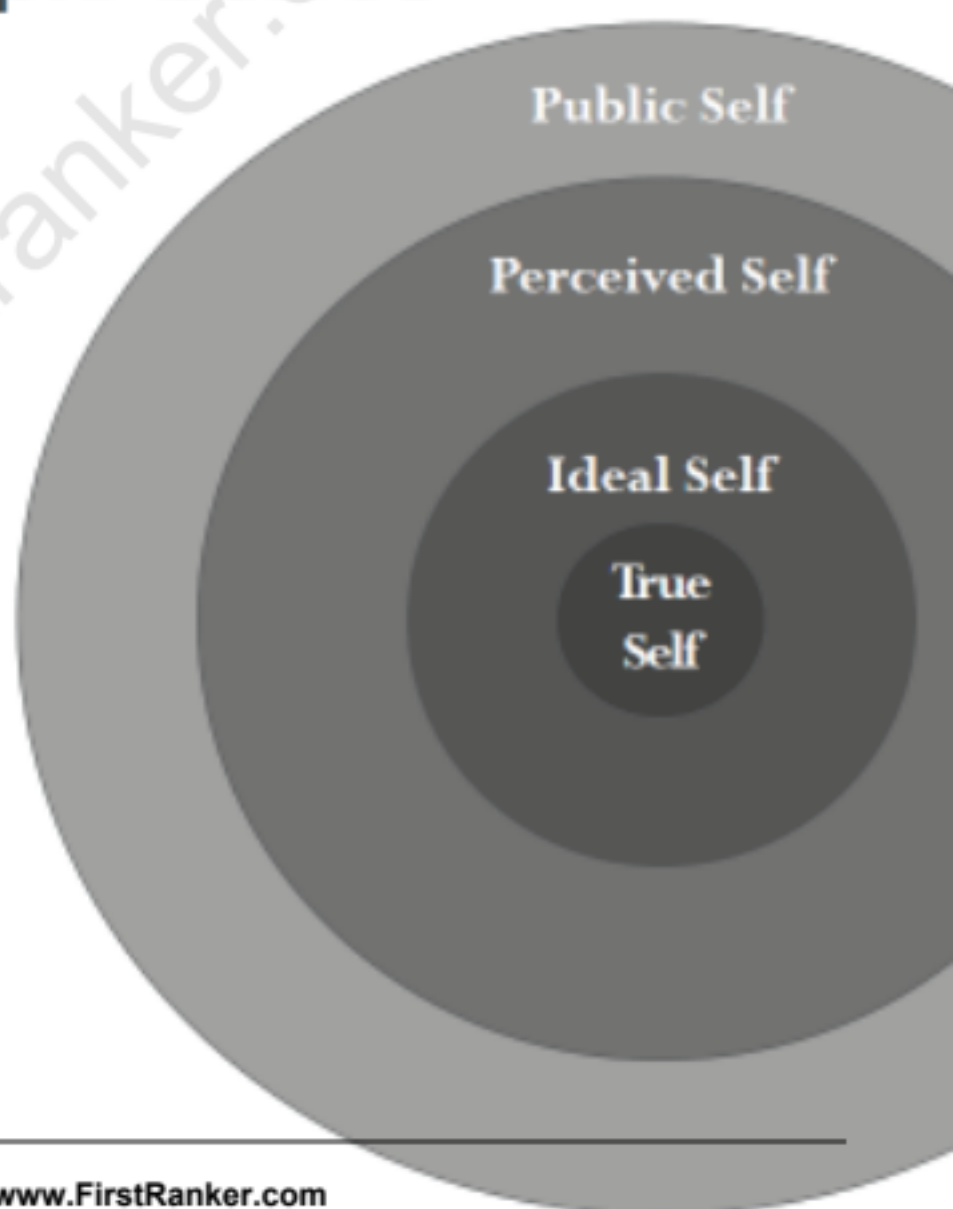 Public Self
Perceived Self
Ideal Self
True
Self
www.FirstRanker.com